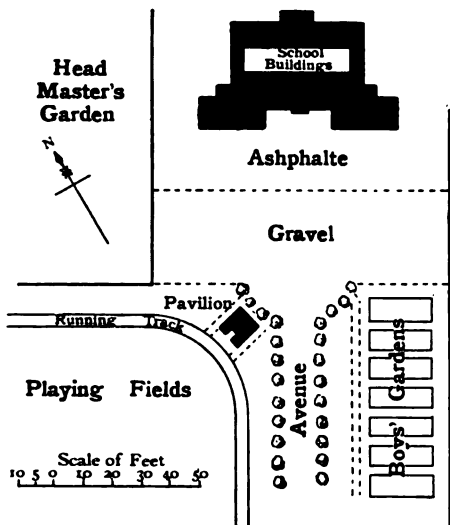 School
Buildings
Head
Master's
Garden
N
Ashphalte
Gravel
Pavilion
Running Track
Playing Fields
Avenue
Boys' Gardens
Scale of Feet
10 5 0 10 20 30 40 50